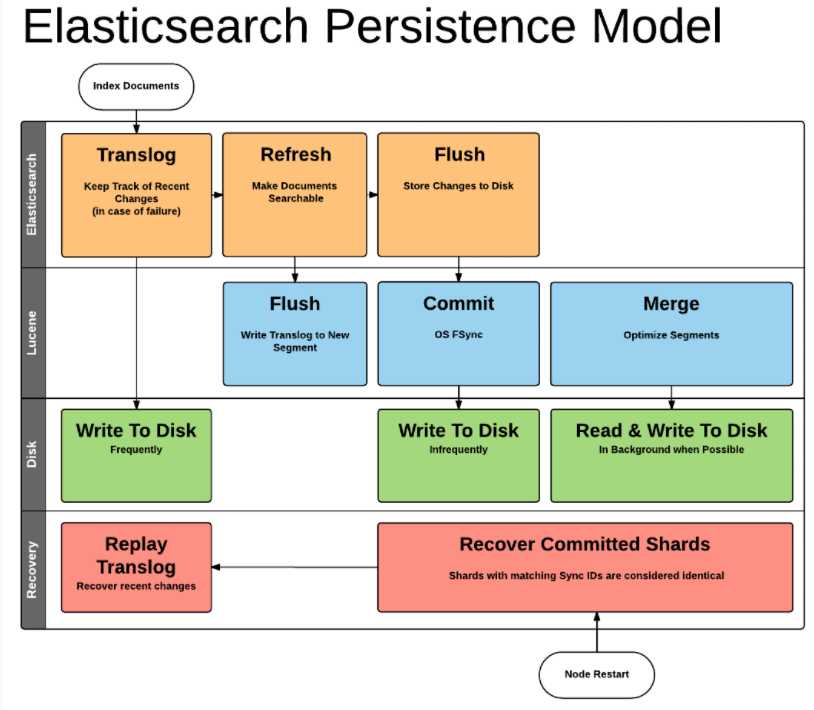 Elasticsearch Persistence Model
Index Documents
Elasticsearch
Translog
Keep Track of Recent
Changes
(in case of failure)
Refresh
Make Documents
Searchable
Flush
Store Changes to Disk
Lucene
Flush
Write Translog to New
Segment
Commit
OS FSync
Merge
Optimize Segments
Disk
Write To Disk
Frequently
Write To Disk
Infrequently
Read & Write To Disk
In Background when Possible
Recovery
Replay
Translog
Recover recent changes
Recover Committed Shards
Shards with matching Sync IDs are considered identical
Node Restart